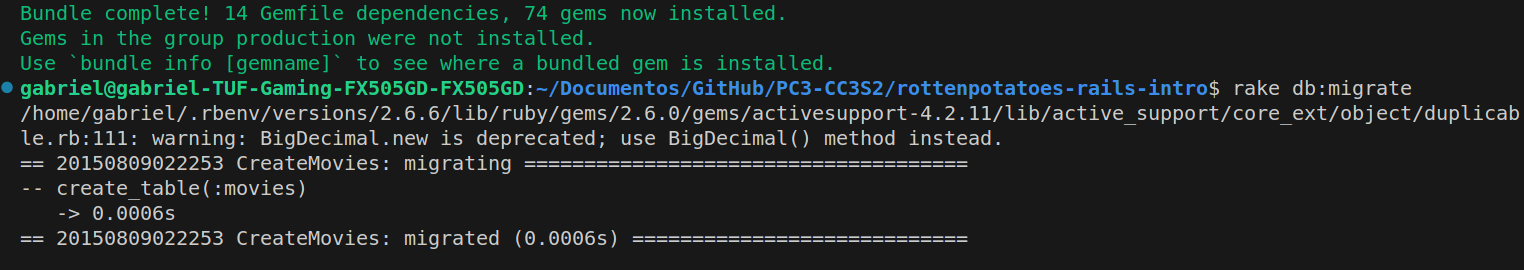 Bundle complete! 14 Gemfile dependencies, 74 gems now installed.
Gems in the group production were not installed.
Use `bundle info [gemname]` to see where a bundled gem is installed.
gabriel@gabriel-TUF-Gaming-FX505GD-FX505GD:~/Documentos/GitHub/PC3-CC3S2/rottenpotatoes-rails-intro$ rake db:migrate
/home/gabriel/.rbenv/versions/2.6.6/lib/ruby/gems/2.6.0/gems/activesupport-4.2.11/lib/active_support/core_ext/object/duplicab
le.rb:111: warning: BigDecimal.new is deprecated; use BigDecimal() method instead.
== 20150809022253 CreateMovies: migrating =====================================
-- create_table(:movies)
   -> 0.0006s
== 20150809022253 CreateMovies: migrated (0.0006s) ============================